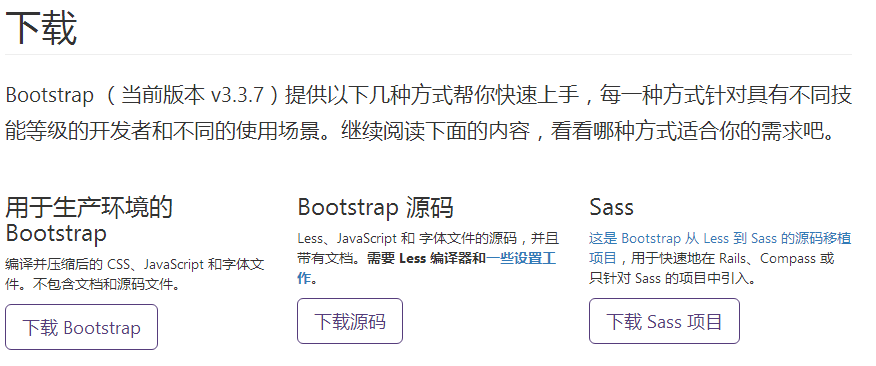 下载
Bootstrap （当前版本 v3.3.7）提供以下几种方式帮你快速上手，每一种方式针对具有不同技
能等级的开发者和不同的使用场景。继续阅读下面的内容，看看哪种方式适合你的需求吧。
用于生产环境的
Bootstrap
编译并压缩后的 CSS、JavaScript 和字体文
件。不包含文档和源码文件。
下载 Bootstrap
Bootstrap 源码
Less、JavaScript 和 字体文件的源码，并且
带有文档。需要 Less 编译器和一些设置工
作。
下载源码
Sass
这是 Bootstrap 从 Less 到 Sass 的源码移植
项目，用于快速地在 Rails、Compass 或
只针对 Sass 的项目中引入。
下载 Sass 项目